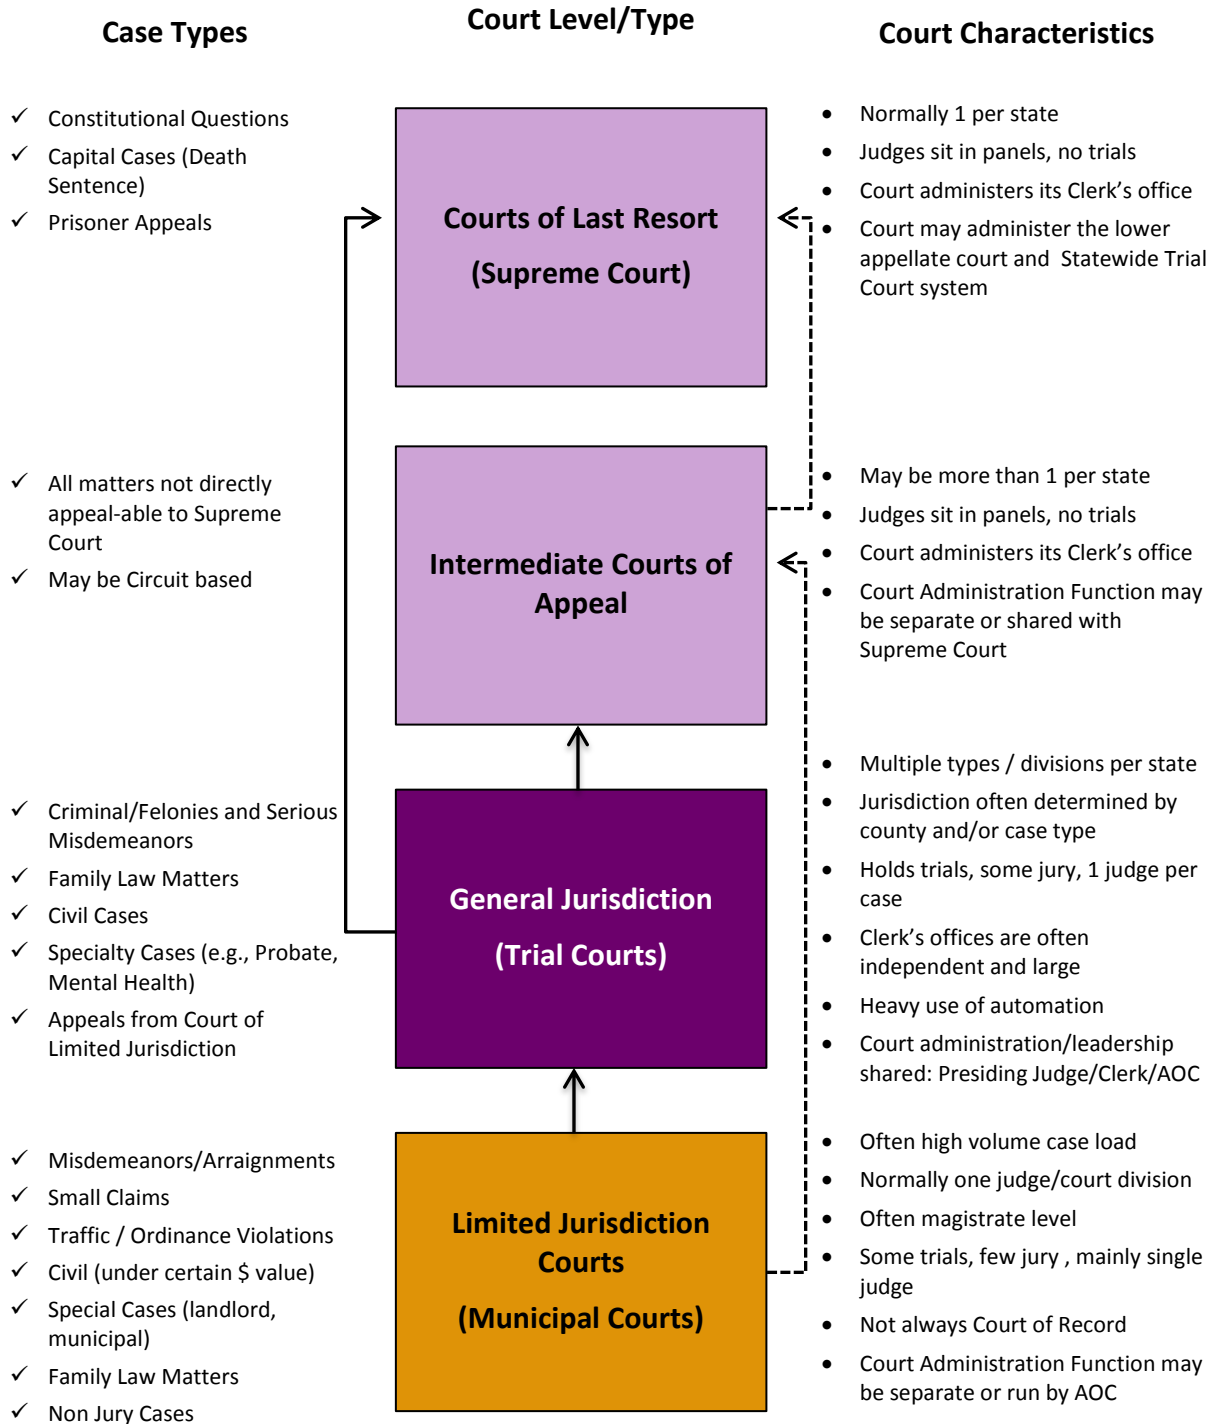 Case Types
Court Level/Type
Court Characteristics
✓ Constitutional Questions
✓ Capital Cases (Death
Sentence)
✓ Prisoner Appeals
Courts of Last Resort
(Supreme Court)
• Normally 1 per state
• Judges sit in panels, no trials
• Court administers its Clerk’s office
• Court may administer the lower
appellate court and  Statewide Trial
Court system
✓ All matters not directly
appeal-able to Supreme
Court
✓ May be Circuit based
Intermediate Courts of
Appeal
• May be more than 1 per state
• Judges sit in panels, no trials
• Court administers its Clerk’s office
• Court Administration Function may
be separate or shared with
Supreme Court
✓ Criminal/Felonies and Serious
Misdemeanors
✓ Family Law Matters
✓ Civil Cases
✓ Specialty Cases (e.g., Probate,
Mental Health)
✓ Appeals from Court of
Limited Jurisdiction
General Jurisdiction
(Trial Courts)
• Multiple types / divisions per state
• Jurisdiction often determined by
county and/or case type
• Holds trials, some jury, 1 judge per
case
• Clerk’s offices are often
independent and large
• Heavy use of automation
• Court administration/leadership
shared: Presiding Judge/Clerk/AOC
✓ Misdemeanors/Arraignments
✓ Small Claims
✓ Traffic / Ordinance Violations
✓ Civil (under certain $ value)
✓ Special Cases (landlord,
municipal)
✓ Family Law Matters
✓ Non Jury Cases
Limited Jurisdiction
Courts
(Municipal Courts)
• Often high volume case load
• Normally one judge/court division
• Often magistrate level
• Some trials, few jury , mainly single
judge
• Not always Court of Record
• Court Administration Function may
be separate or run by AOC